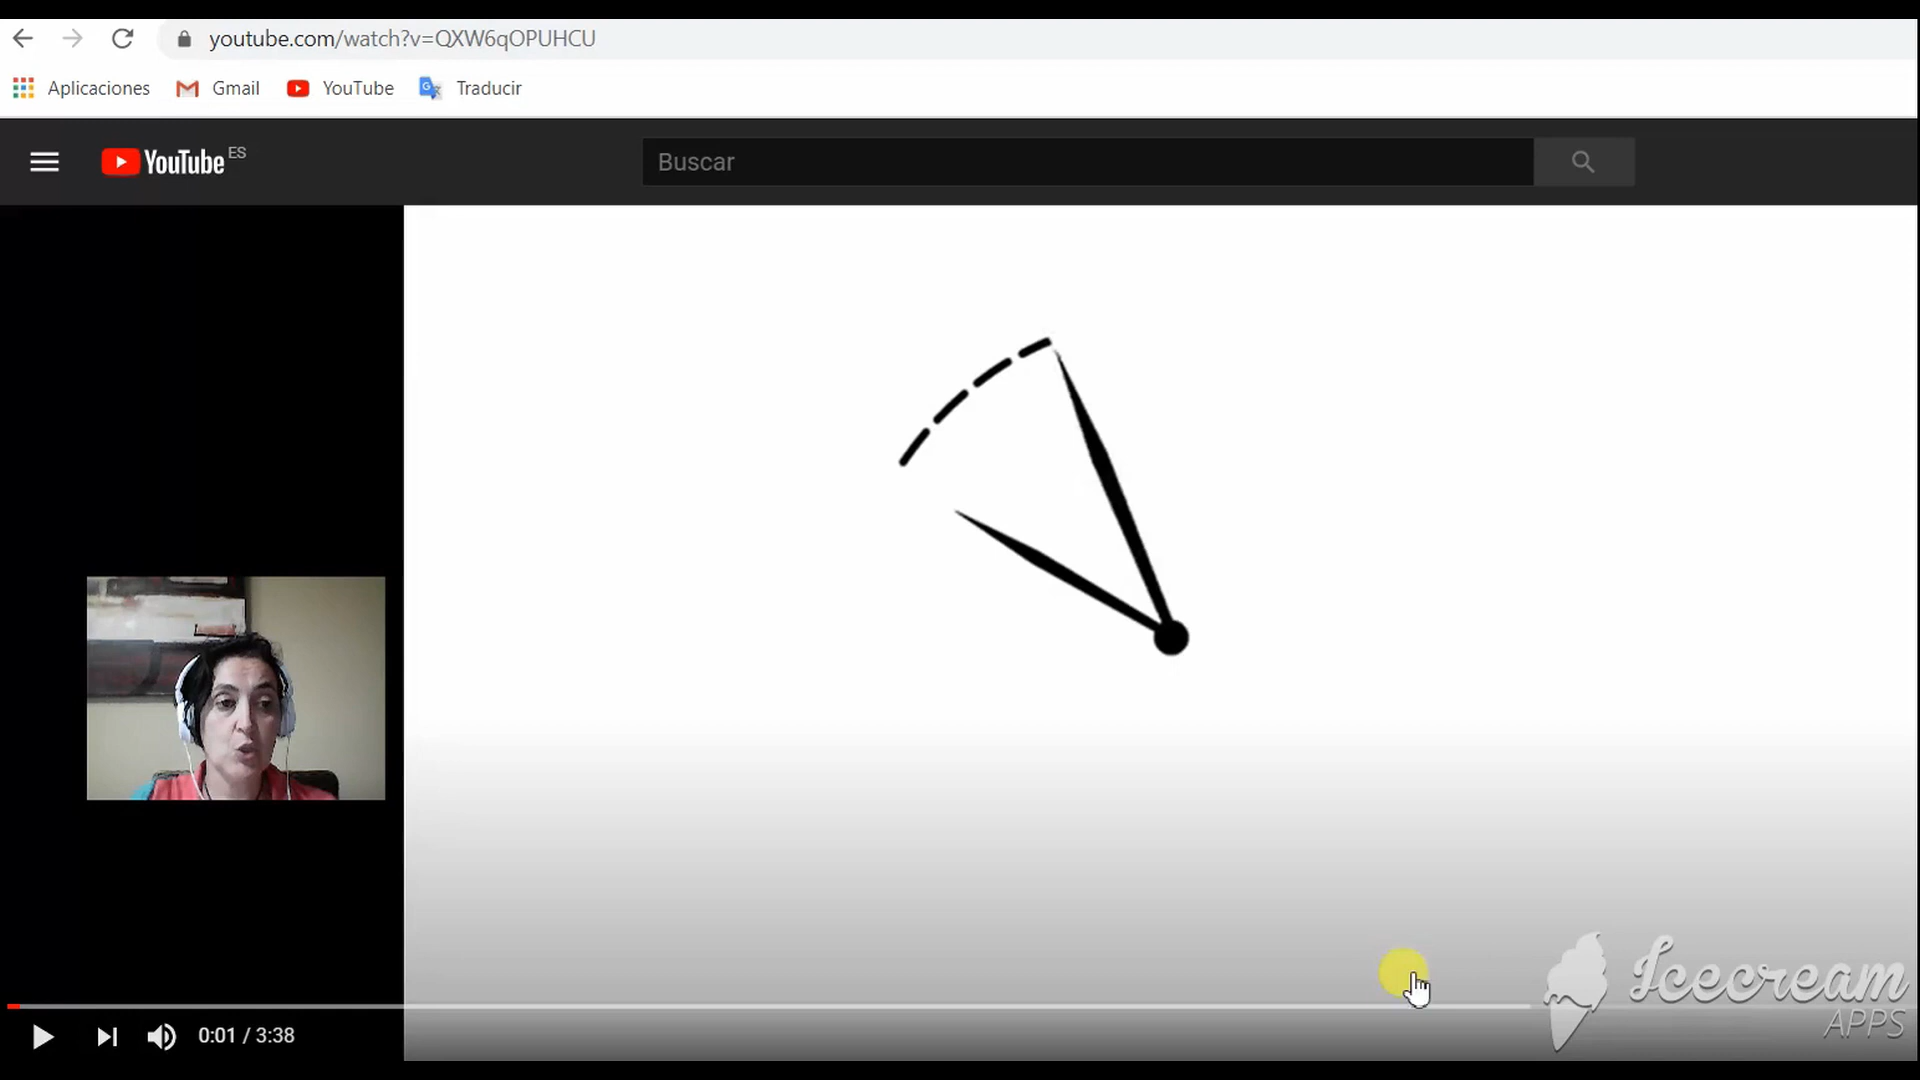 youtube.com/watch?v=QXW6qOPUHCU
Aplicaciones Gmail YouTube Traducir
YouTube ES Buscar
Icecream
APPS
0:01 / 3:38